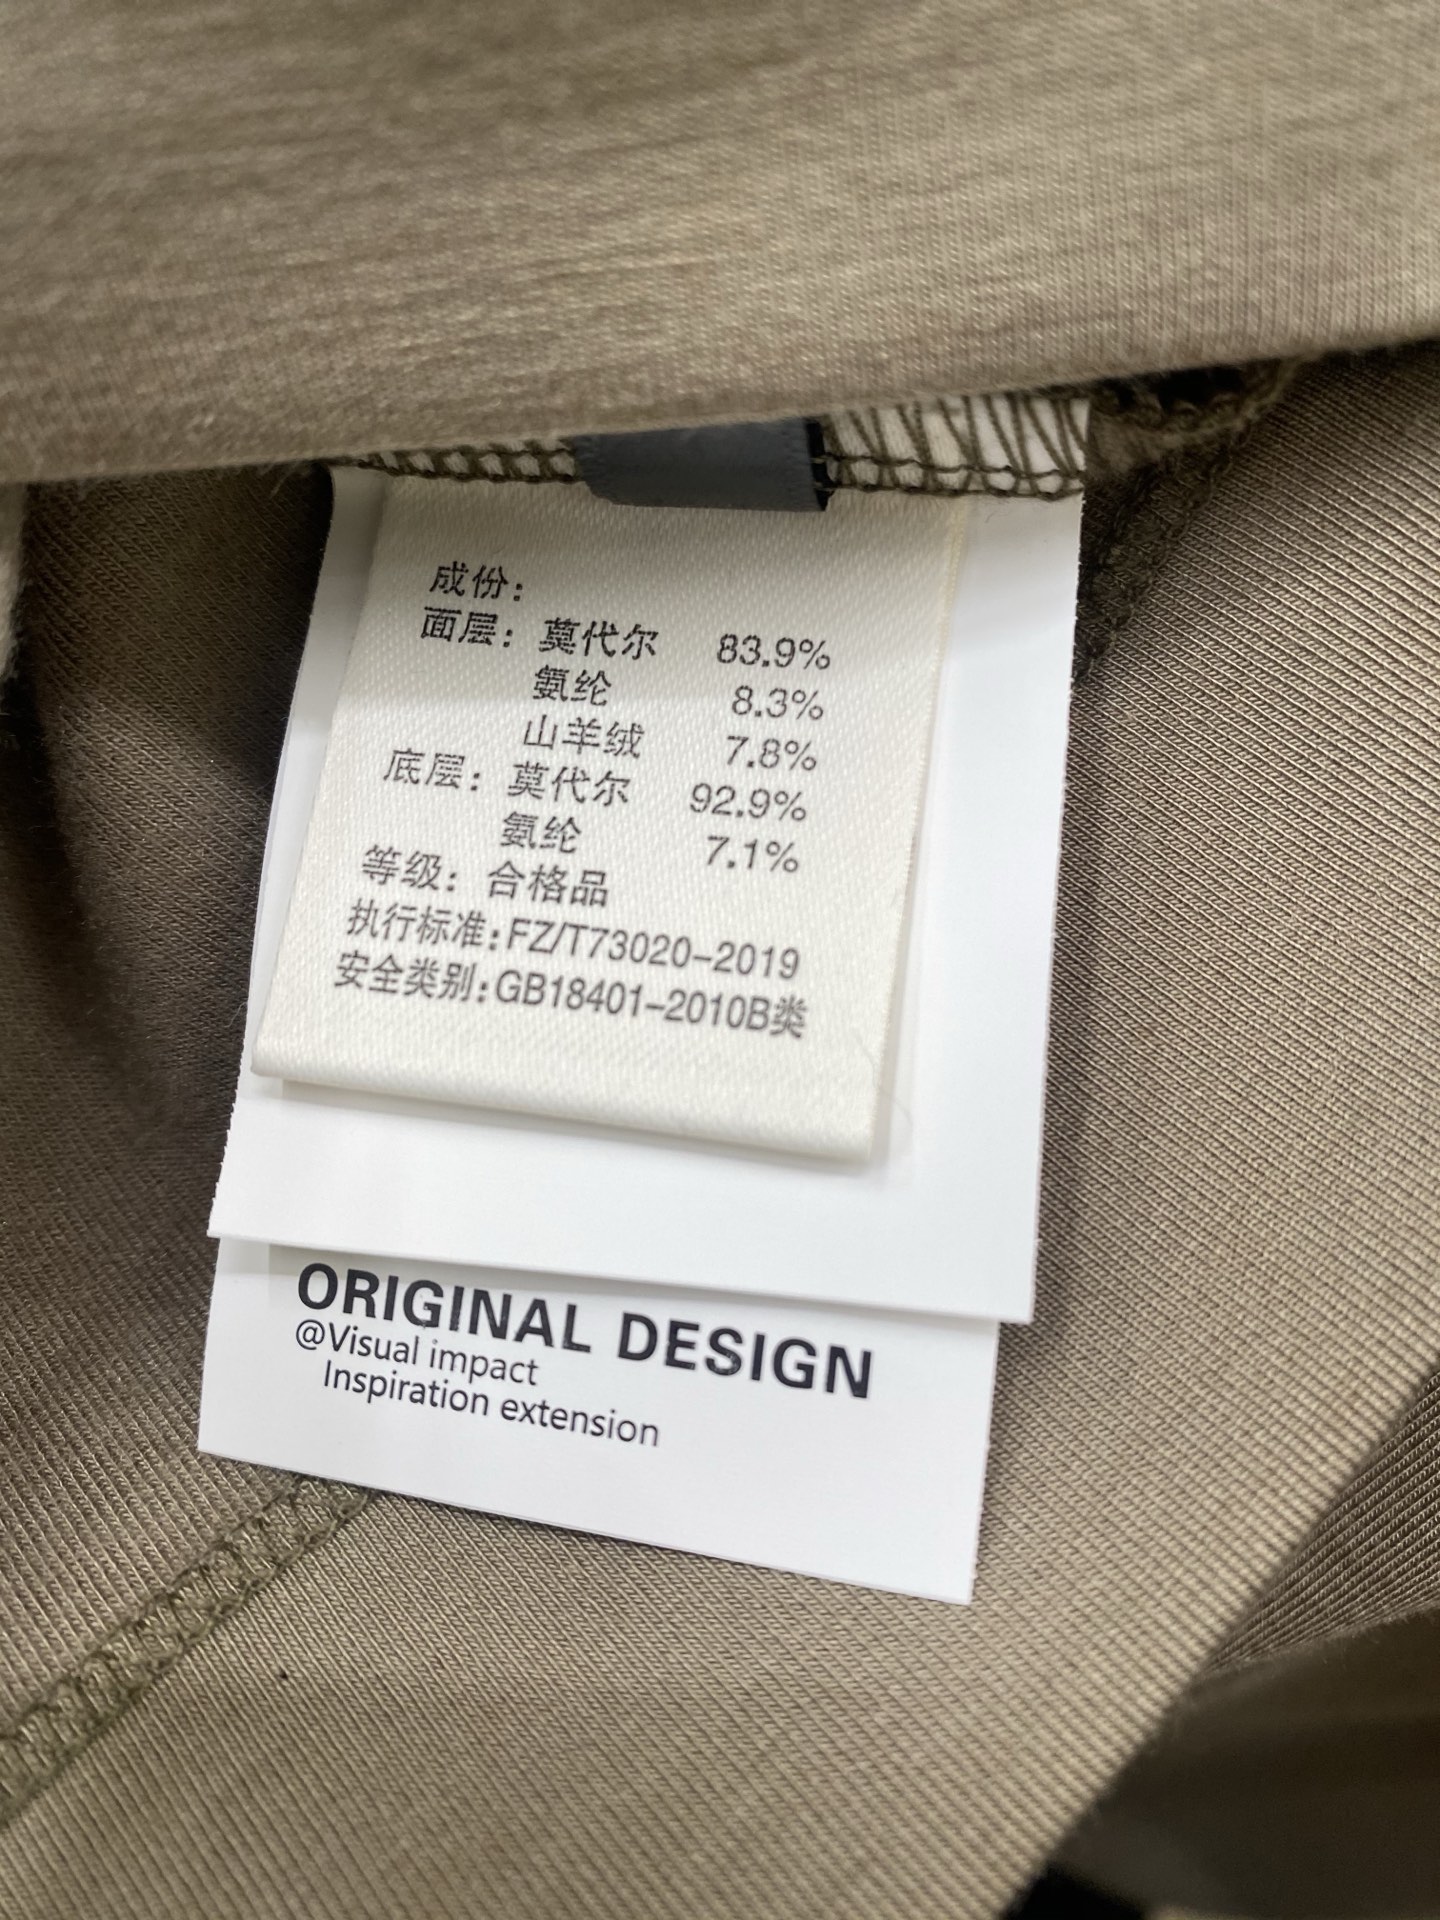 成份：
面层：莫代尔 83.9%
氨纶 8.3%
山羊绒 7.8%
底层：莫代尔 92.9%
氨纶 7.1%
等级：合格品
执行标准：FZ/T73020-2019
安全类别：GB18401-2010B类
ORIGINAL DESIGN
@Visual impact
Inspiration extension